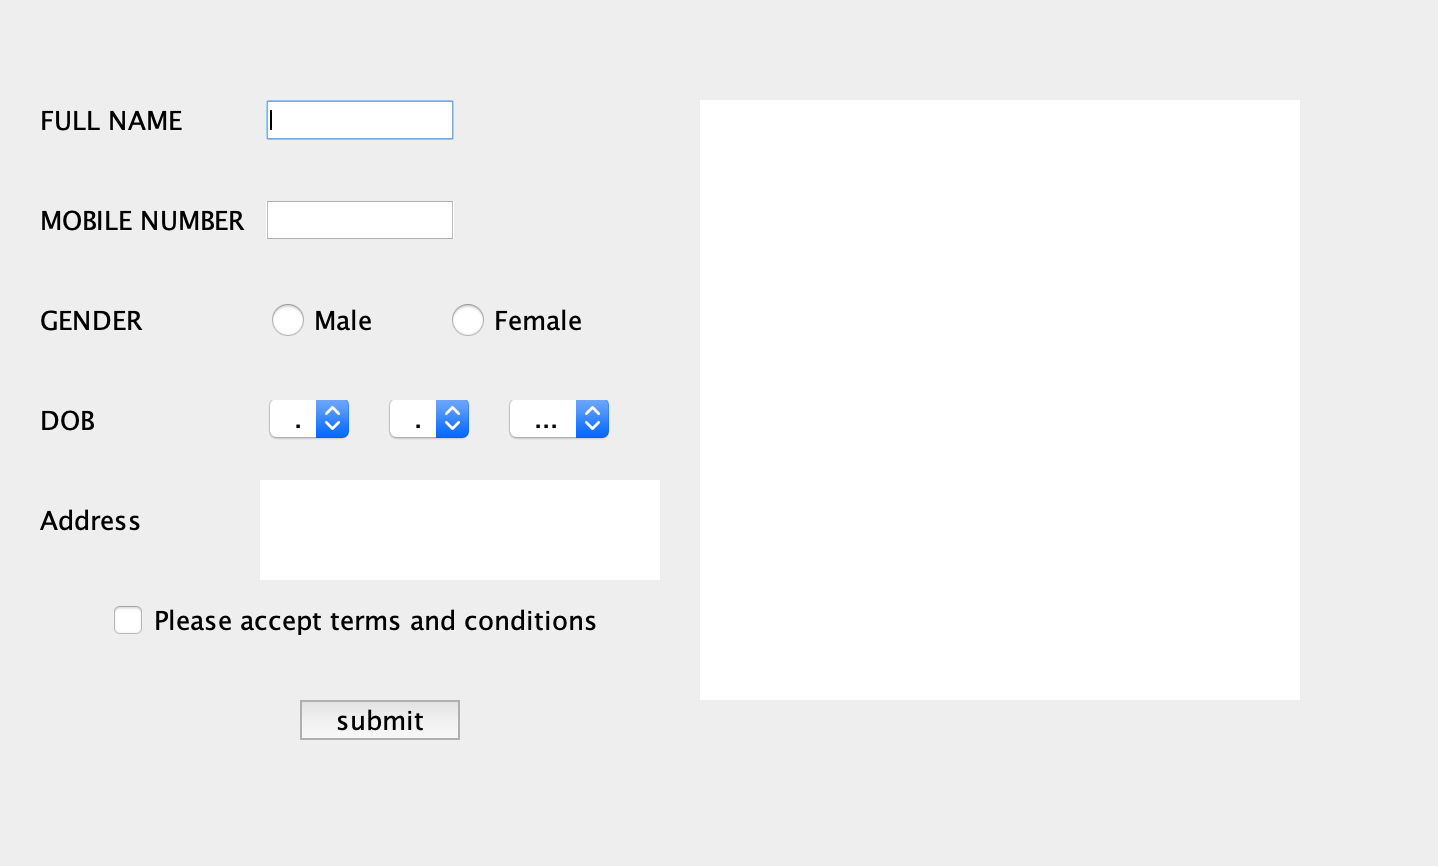 FULL NAME
MOBILE NUMBER
GENDER Male Female
DOB . . ...
Address
Please accept terms and conditions
submit